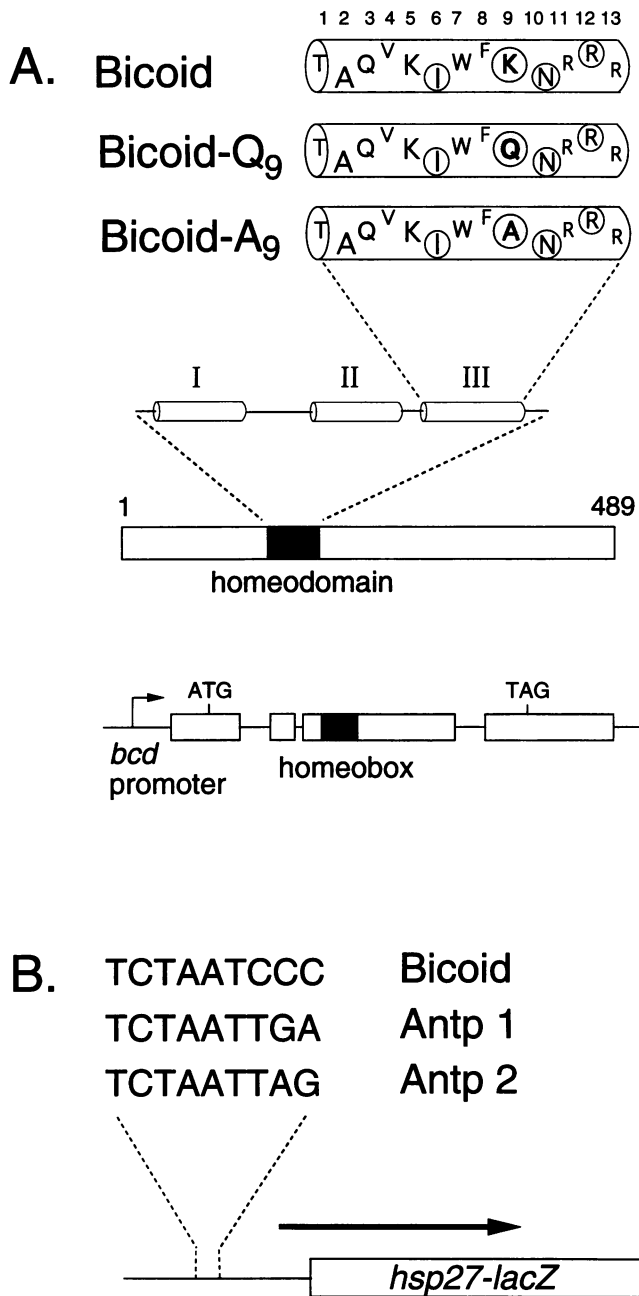 1 2 3 4 5 6 7 8 9 10 11 12 13
A. Bicoid T A Q V K I W F K N R R R
Bicoid-Q9 T A Q V K I W F Q N R R R
Bicoid-A9 T A Q V K I W F A N R R R
I II III
1 489
homeodomain
ATG TAG
bcd promoter
homeobox
B. TCTAATCCC Bicoid
TCTAATTGA Antp 1
TCTAATTAG Antp 2
hsp27-lacZ